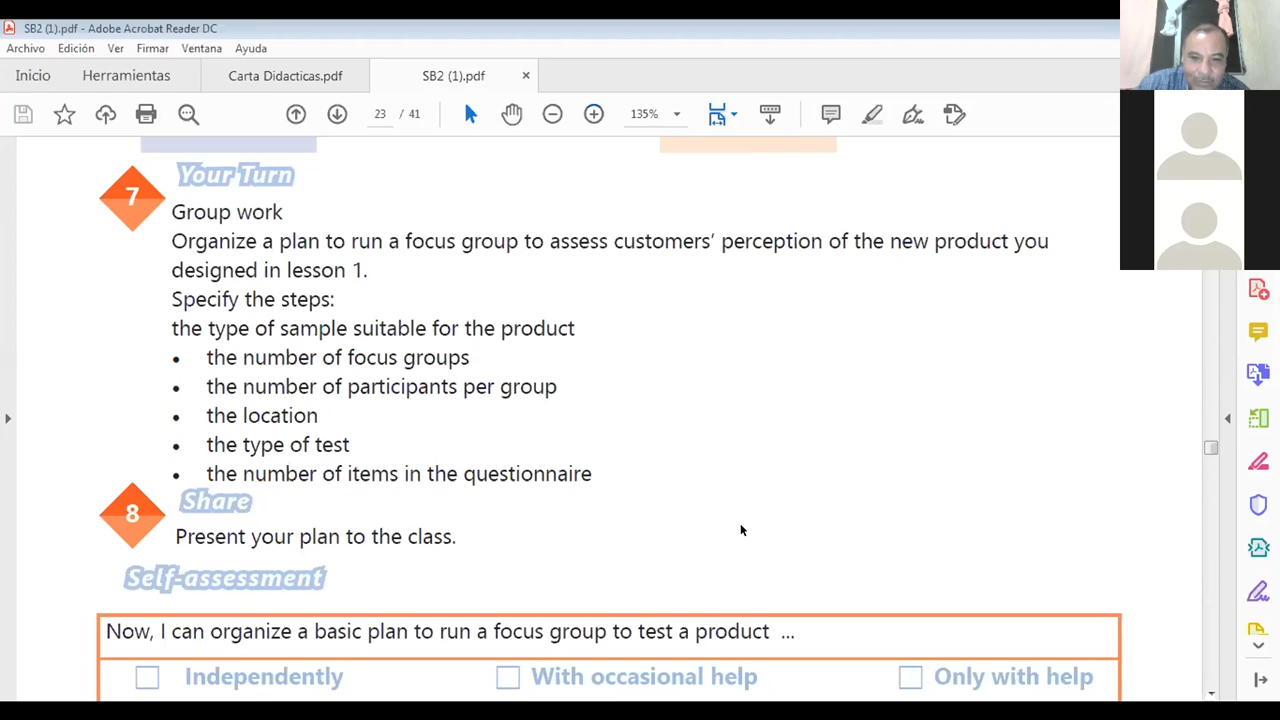 SB2 (1).pdf - Adobe Acrobat Reader DC
Archivo Edición Ver Firmar Ventana Ayuda
Inicio Herramientas Carta Didacticas.pdf SB2 (1).pdf ×
23 / 41 135%
7 Your Turn
Group work
Organize a plan to run a focus group to assess customers’ perception of the new product you
designed in lesson 1.
Specify the steps:
the type of sample suitable for the product
• the number of focus groups
• the number of participants per group
• the location
• the type of test
• the number of items in the questionnaire
8 Share
Present your plan to the class.
Self-assessment
Now, I can organize a basic plan to run a focus group to test a product ...
Independently With occasional help Only with help